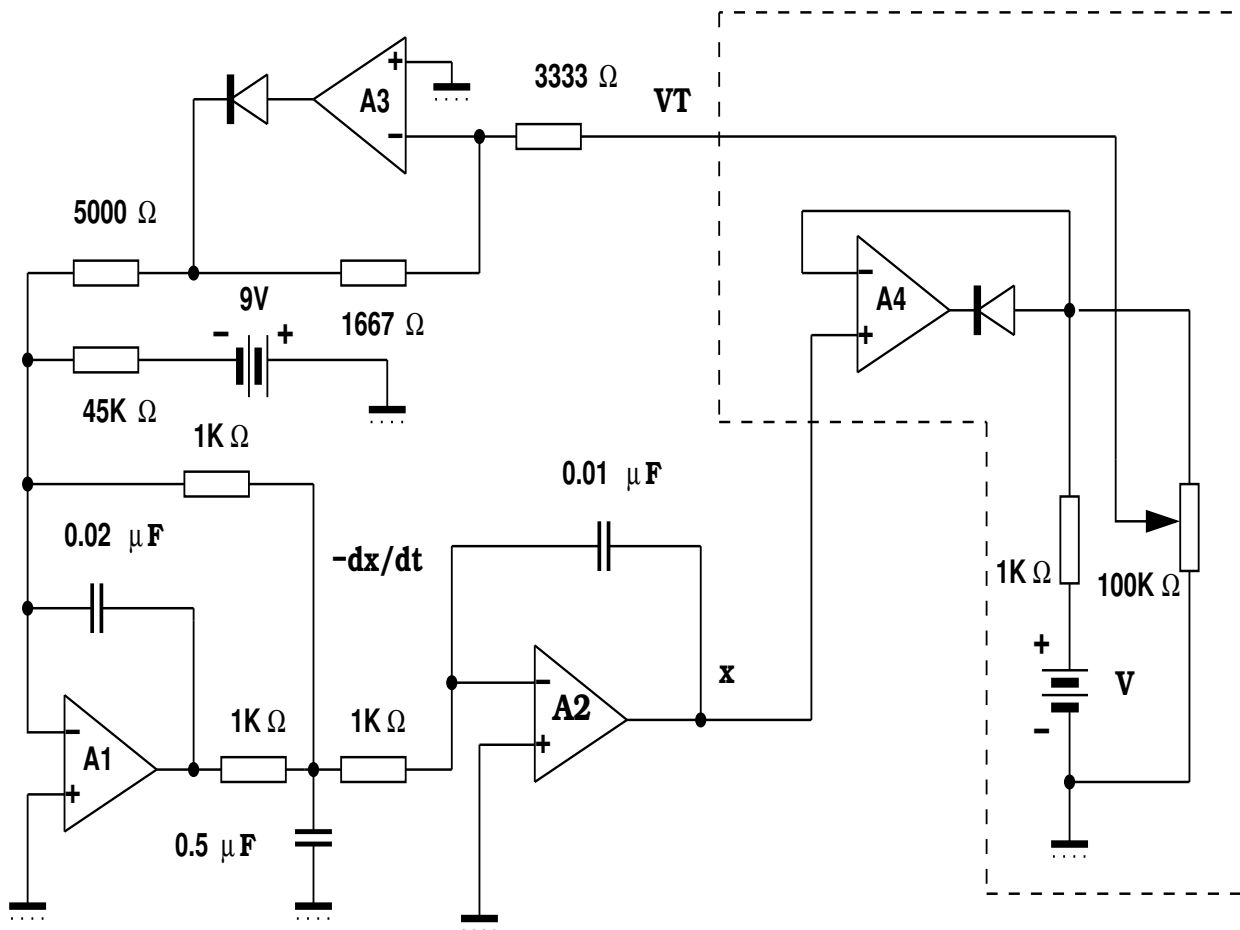 3333 Ω
VT
A3
+
−
5000 Ω
9V
− +
1667 Ω
45K Ω
1K Ω
0.02 μF
−dx/dt
0.01 μF
A4
−
+
1K Ω
100K Ω
+
V
−
x
A2
−
+
1K Ω
1K Ω
A1
−
+
0.5 μF